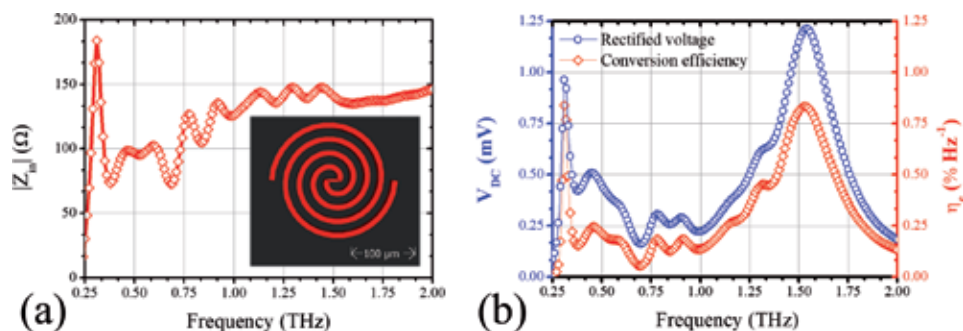 (a)
|Z_in| (Ω)
200
150
100
50
0
0.25 0.50 0.75 1.00 1.25 1.50 1.75 2.00
Frequency (THz)
100 μm
(b)
V_DC (mV)
1.25
1.00
0.75
0.50
0.25
0.00
Rectified voltage
Conversion efficiency
1.25
1.00
0.75
0.50
0.25
0.00
η_e (% Hz⁻¹)
0.25 0.50 0.75 1.00 1.25 1.50 1.75 2.00
Frequency (THz)